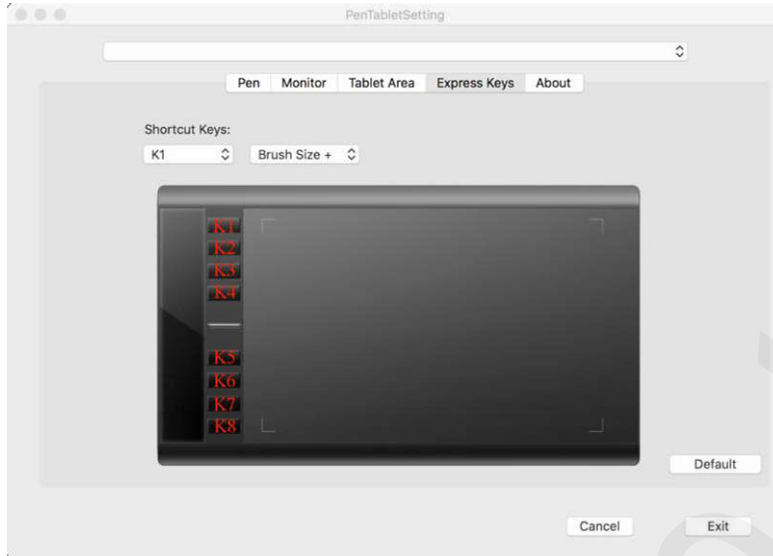 PenTabletSetting
Pen Monitor Tablet Area Express Keys About
Shortcut Keys:
K1 Brush Size +
K1
K2
K3
K4
K5
K6
K7
K8
Default
Cancel Exit